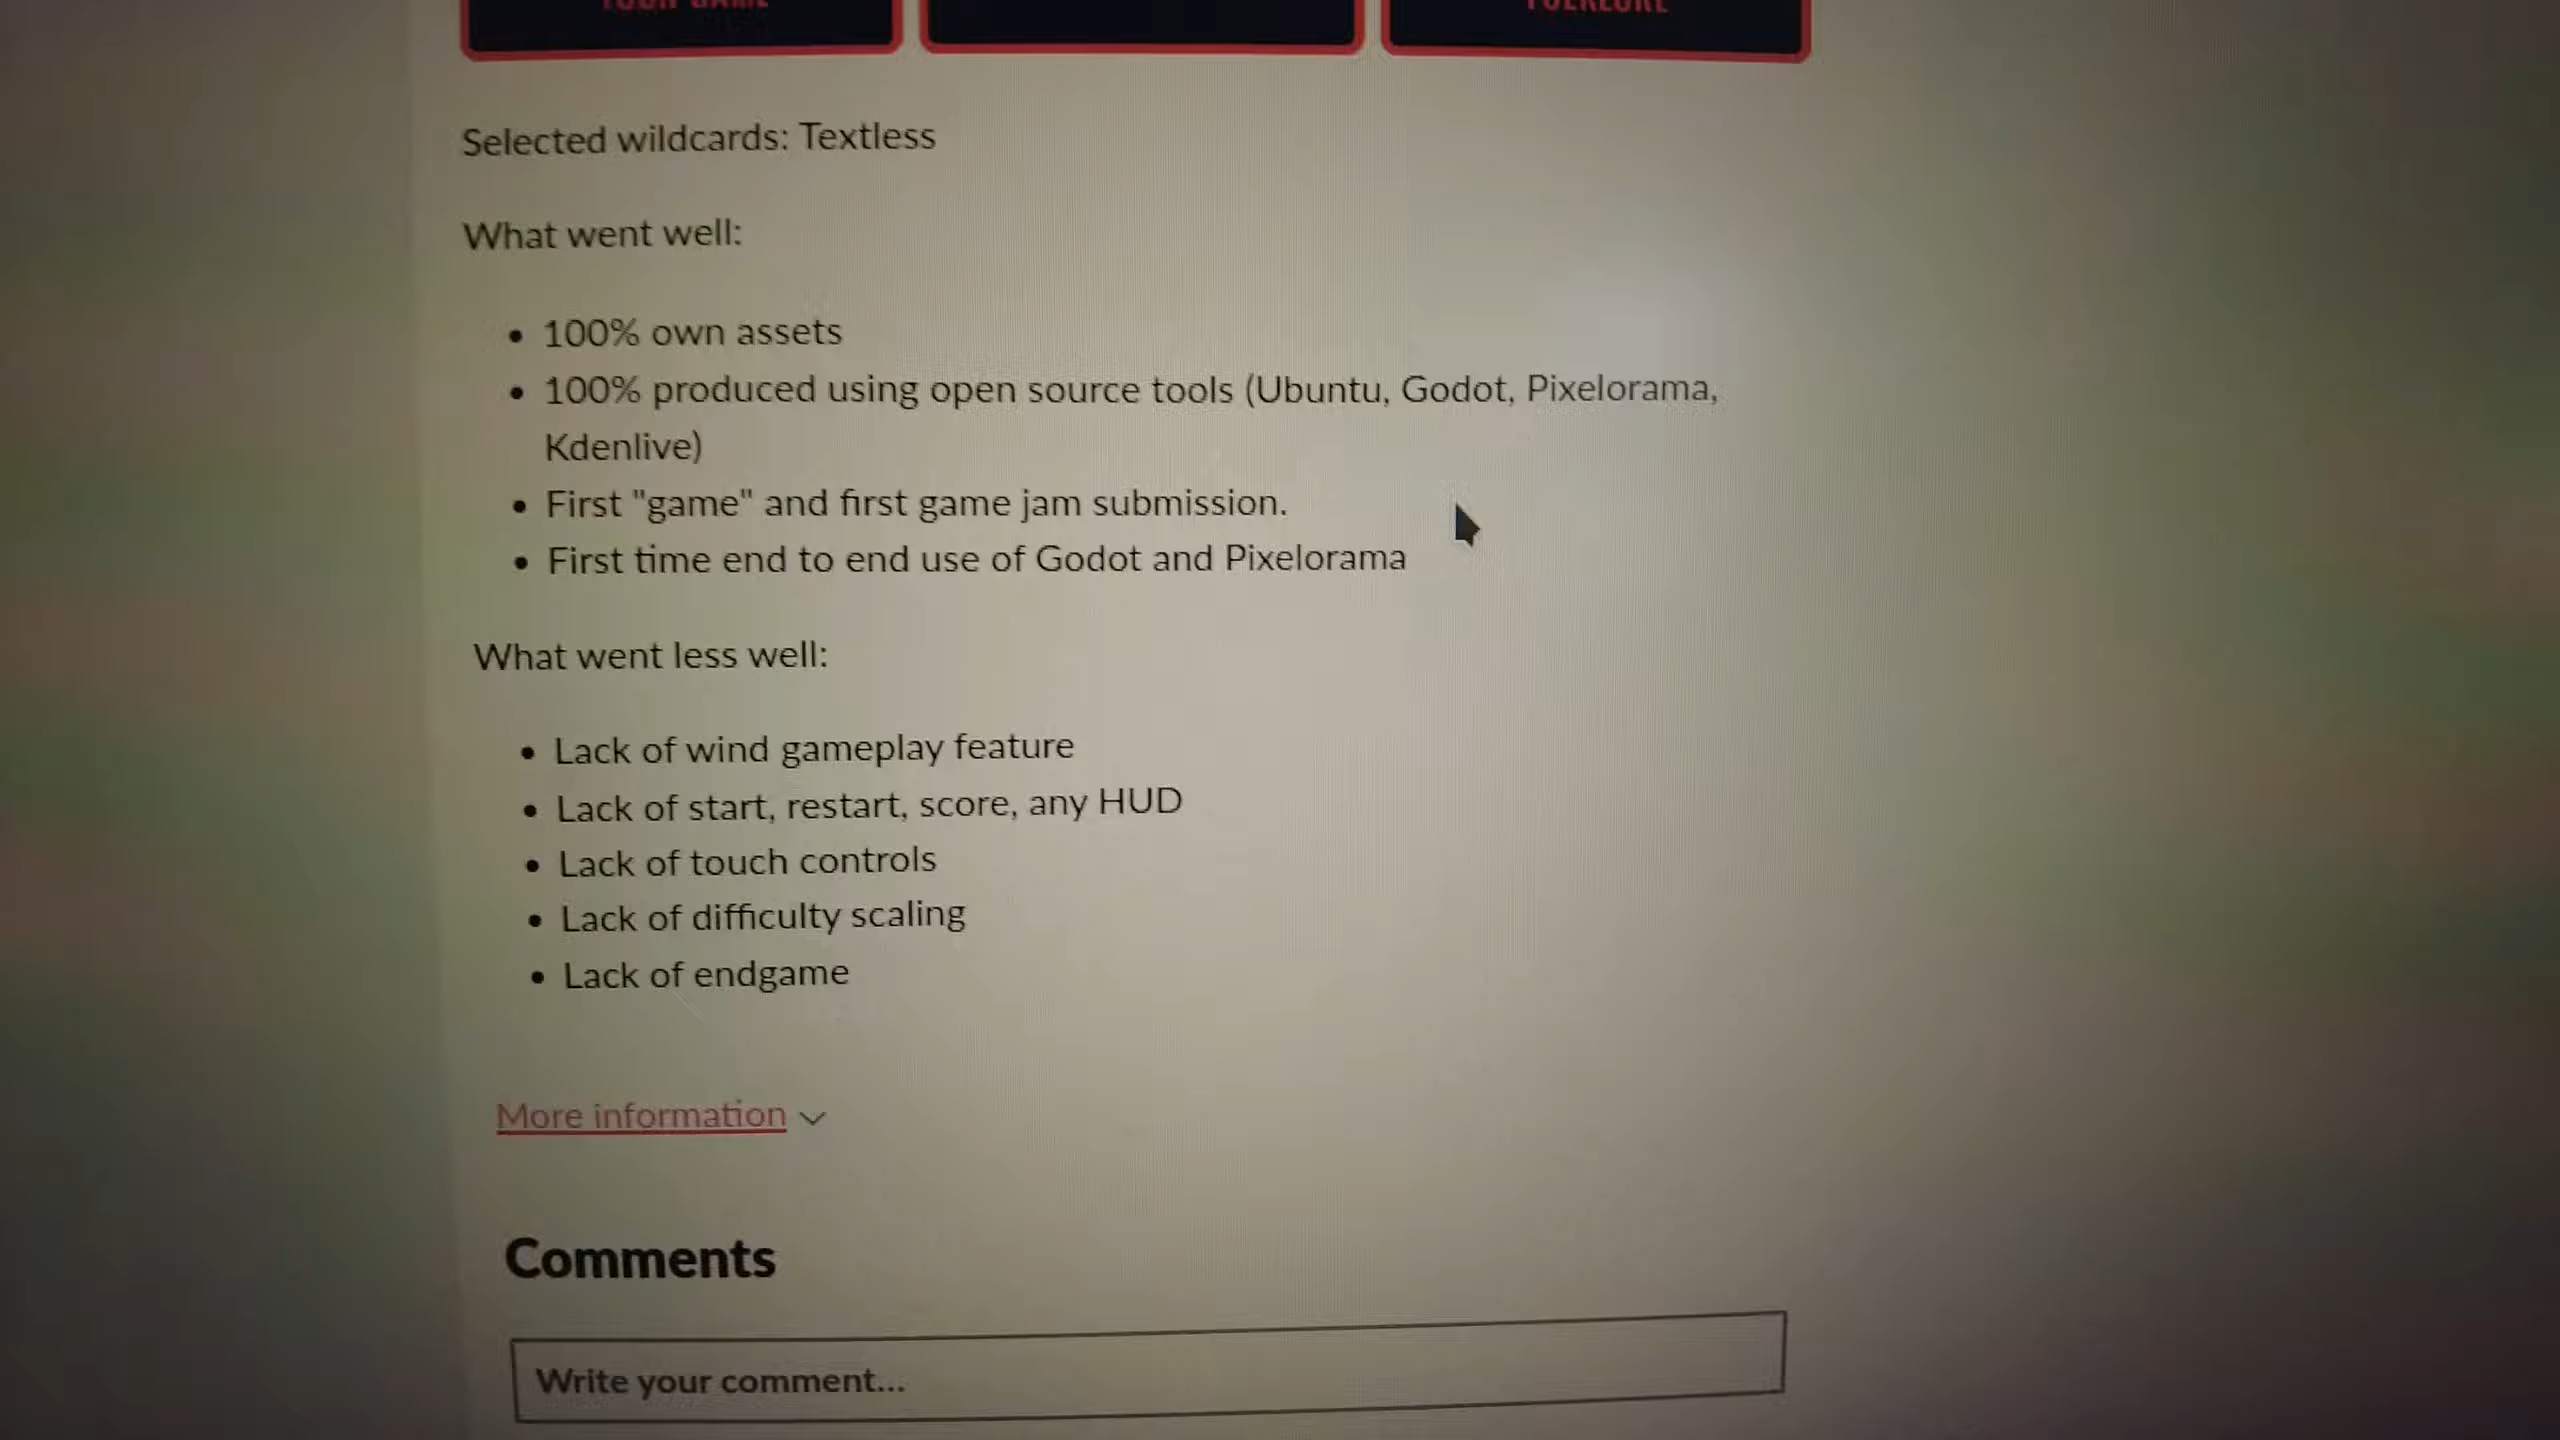 YOUR GAME
FOLKLORE
Selected wildcards: Textless
What went well:
• 100% own assets
• 100% produced using open source tools (Ubuntu, Godot, Pixelorama,
Kdenlive)
• First "game" and first game jam submission.
• First time end to end use of Godot and Pixelorama
What went less well:
• Lack of wind gameplay feature
• Lack of start, restart, score, any HUD
• Lack of touch controls
• Lack of difficulty scaling
• Lack of endgame
More information
Comments
Write your comment...